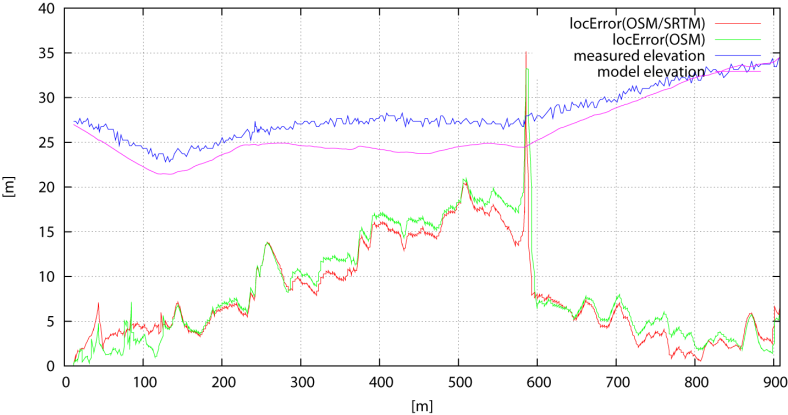 40
35
30
25
20
15
10
5
0
[m]
locError(OSM/SRTM)
locError(OSM)
measured elevation
model elevation
0 100 200 300 400 500 600 700 800 900
[m]